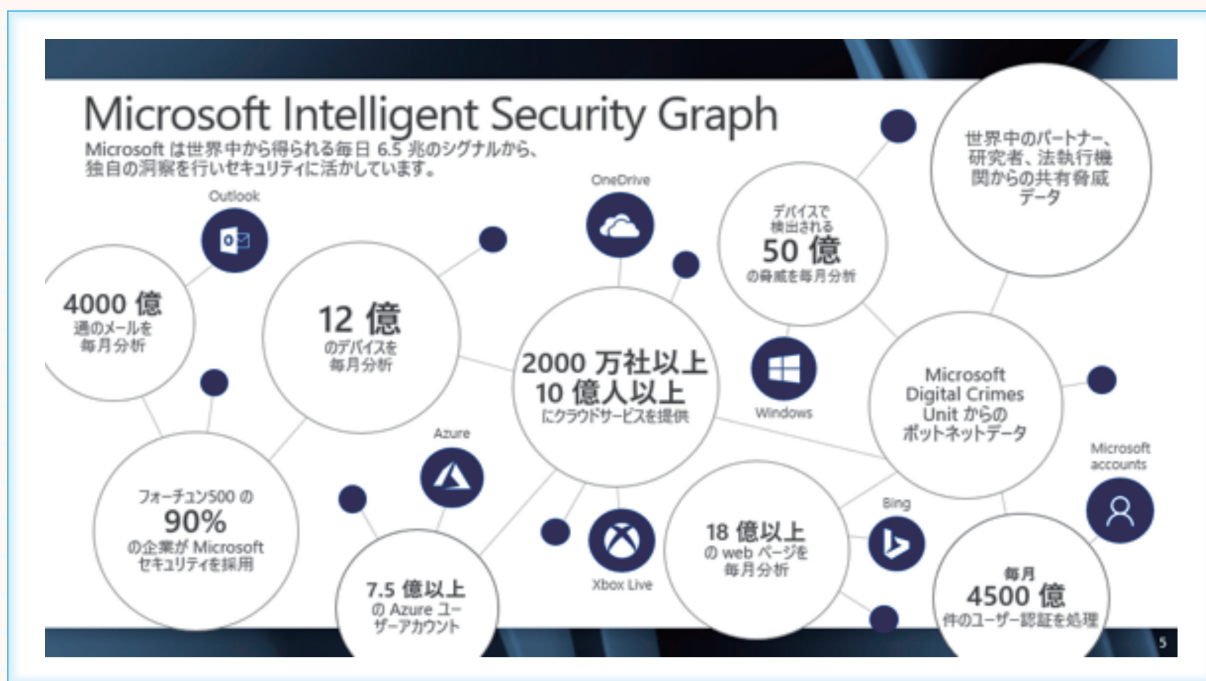 Microsoft Intelligent Security Graph
Microsoft は世界中から得られる毎日 6.5 兆のシグナルから、
独自の洞察を行いセキュリティに活かしています。
Outlook
4000 億
通のメールを
毎月分析
12 億
のデバイスを
毎月分析
OneDrive
2000 万社以上
10 億人以上
にクラウドサービスを提供
デバイスで
検出される
50 億
の脅威を毎月分析
世界中のパートナー、
研究者、法執行機
関からの共有脅威
データ
Windows
Microsoft
Digital Crimes
Unit からの
ボットネットデータ
Microsoft
accounts
フォーチュン500 の
90%
の企業が Microsoft
セキュリティを採用
Azure
7.5 億以上
の Azure ユー
ザーアカウント
Xbox Live
18 億以上
の web ページを
毎月分析
Bing
毎月
4500 億
件のユーザー認証を処理
5